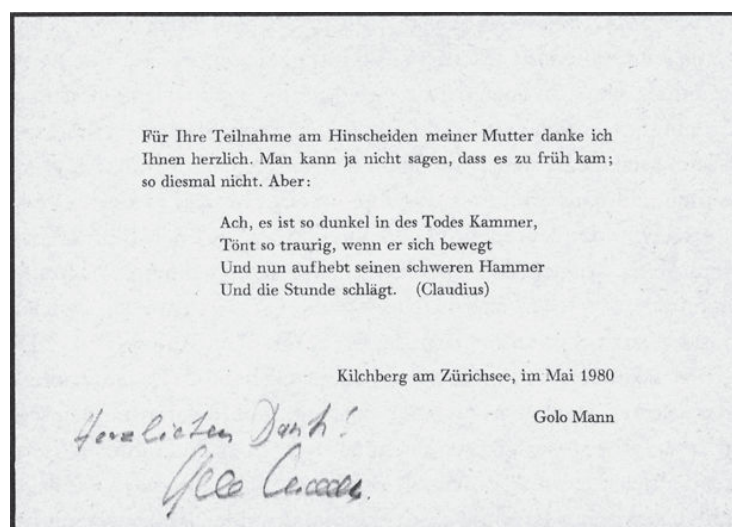 Für Ihre Teilnahme am Hinscheiden meiner Mutter danke ich
Ihnen herzlich. Man kann ja nicht sagen, dass es zu früh kam;
so diesmal nicht. Aber:
Ach, es ist so dunkel in des Todes Kammer,
Tönt so traurig, wenn er sich bewegt
Und nun aufhebt seinen schweren Hammer
Und die Stunde schlägt. (Claudius)
Kilchberg am Zürichsee, im Mai 1980
Golo Mann
Herzlichen Dank!
Golo Mann